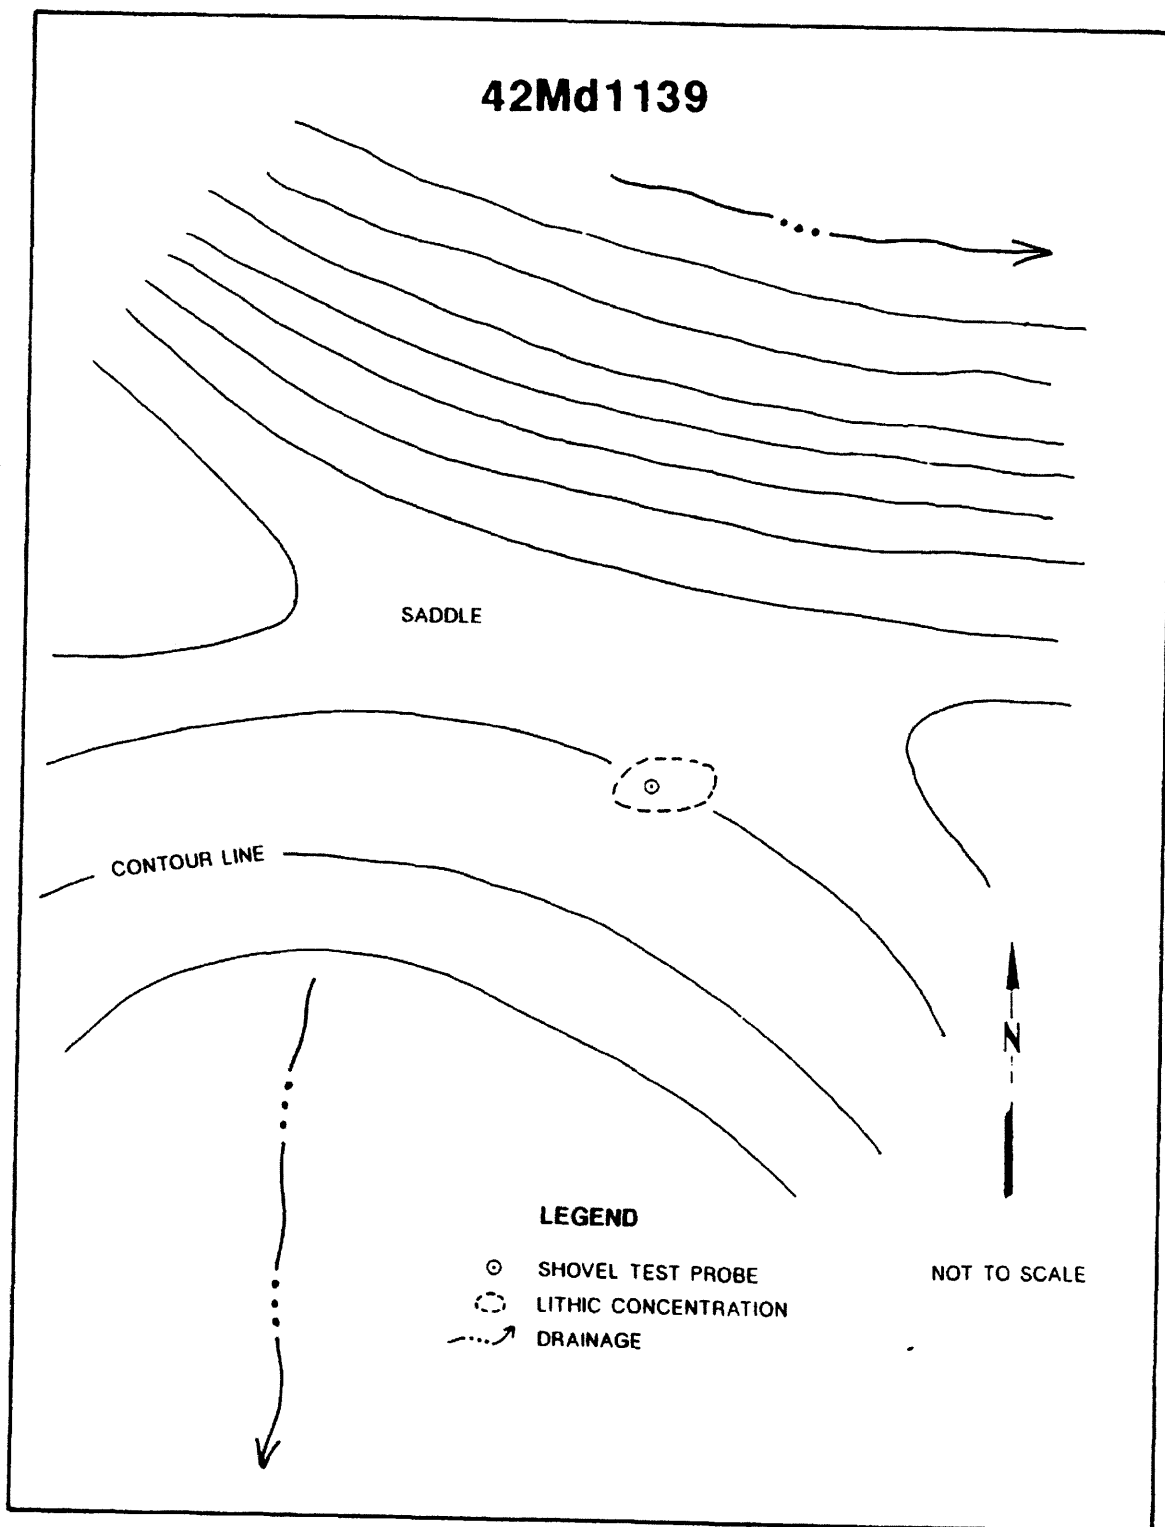 42Md1139
SADDLE
CONTOUR LINE
N
LEGEND
SHOVEL TEST PROBE
LITHIC CONCENTRATION
DRAINAGE
NOT TO SCALE